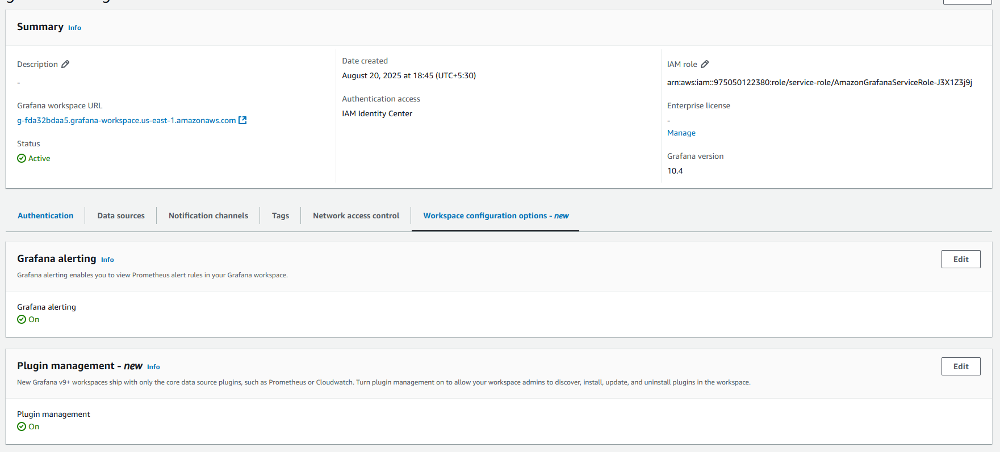 Summary Info
Description
-
Grafana workspace URL
g-fda32bdaa5.grafana-workspace.us-east-1.amazonaws.com
Status
Active
Date created
August 20, 2025 at 18:45 (UTC+5:30)
Authentication access
IAM Identity Center
IAM role
arn:aws:iam::975050122380:role/service-role/AmazonGrafanaServiceRole-J3X1Z3j9j
Enterprise license
-
Manage
Grafana version
10.4
Authentication Data sources Notification channels Tags Network access control Workspace configuration options - new
Grafana alerting Info
Edit
Grafana alerting enables you to view Prometheus alert rules in your Grafana workspace.
Grafana alerting
On
Plugin management - new Info
Edit
New Grafana v9+ workspaces ship with only the core data source plugins, such as Prometheus or Cloudwatch. Turn plugin management on to allow your workspace admins to discover, install, update, and uninstall plugins in the workspace.
Plugin management
On